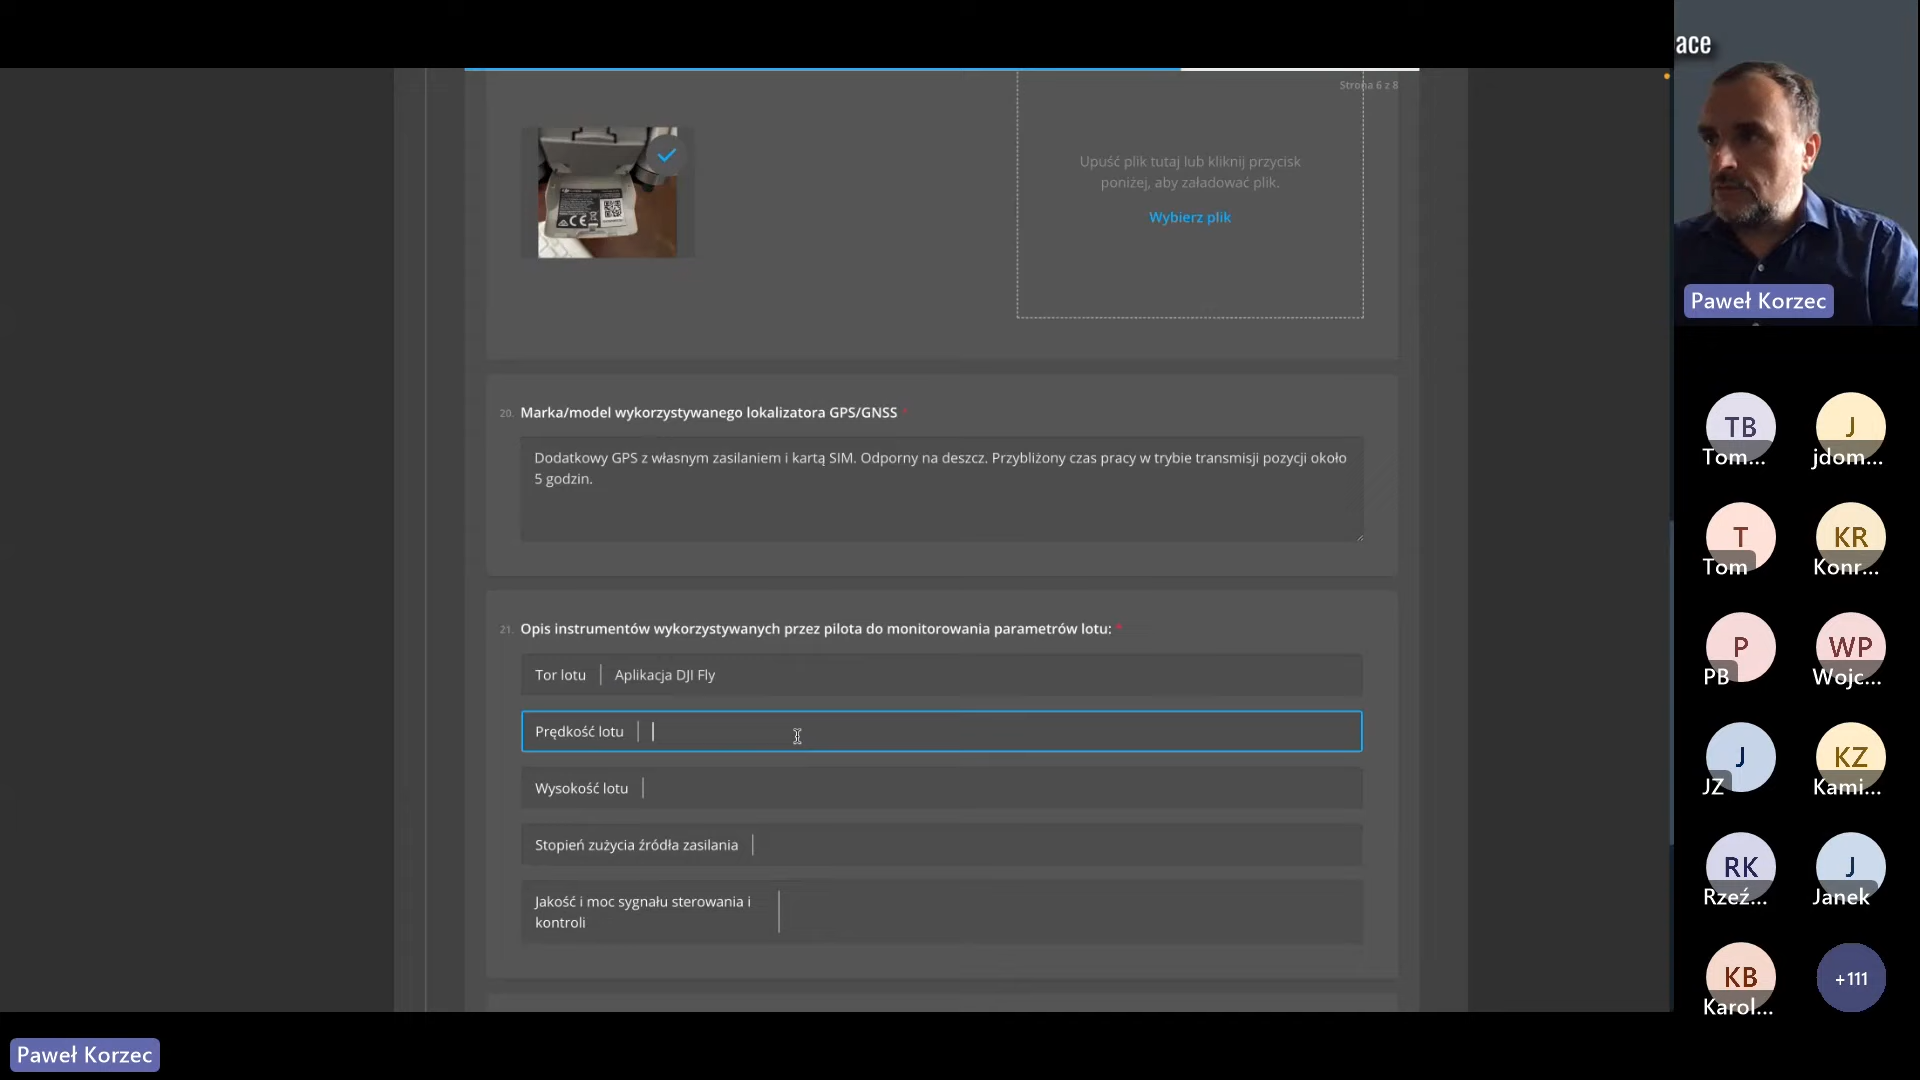 ace
Strona 6 z 8
Upuść plik tutaj lub kliknij przycisk
poniżej, aby załadować plik.
Wybierz plik
20. Marka/model wykorzystywanego lokalizatora GPS/GNSS *
Dodatkowy GPS z własnym zasilaniem i kartą SIM. Odporny na deszcz. Przybliżony czas pracy w trybie transmisji pozycji około
5 godzin.
21. Opis instrumentów wykorzystywanych przez pilota do monitorowania parametrów lotu: *
Tor lotu Aplikacja DJI Fly
Prędkość lotu
Wysokość lotu
Stopień zużycia źródła zasilania
Jakość i moc sygnału sterowania i
kontroli
Paweł Korzec
TB J
Tom... jdom...
T KR
Tom Konr...
P WP
PB Wojc...
J KZ
JZ Kami...
RK J
Rzeź... Janek
KB +111
Karol...
Paweł Korzec